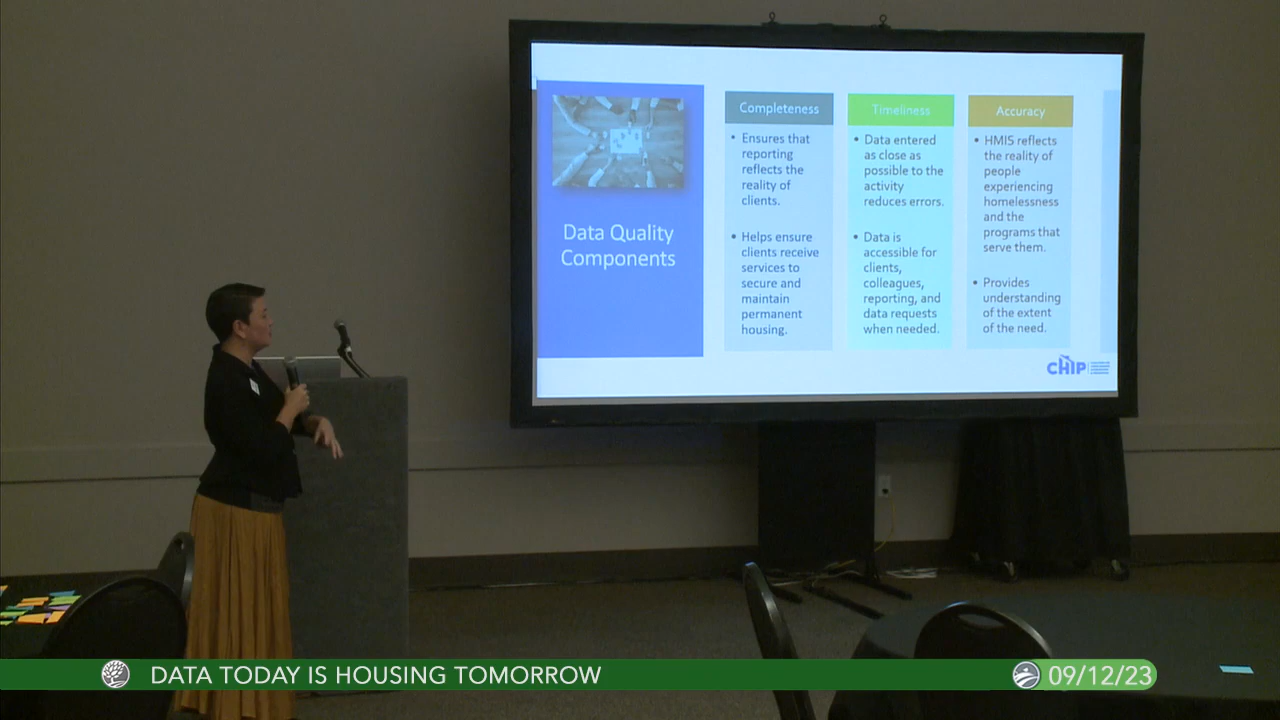 Data Quality
Components
Completeness
• Ensures that
reporting
reflects the
reality of
clients.
• Helps ensure
clients receive
services to
secure and
maintain
permanent
housing.
Timeliness
• Data entered
as close as
possible to the
activity
reduces errors.
• Data is
accessible for
clients,
colleagues,
reporting, and
data requests
when needed.
Accuracy
• HMIS reflects
the reality of
people
experiencing
homelessness
and the
programs that
serve them.
• Provides
understanding
of the extent
of the need.
CHIP
DATA TODAY IS HOUSING TOMORROW
09/12/23